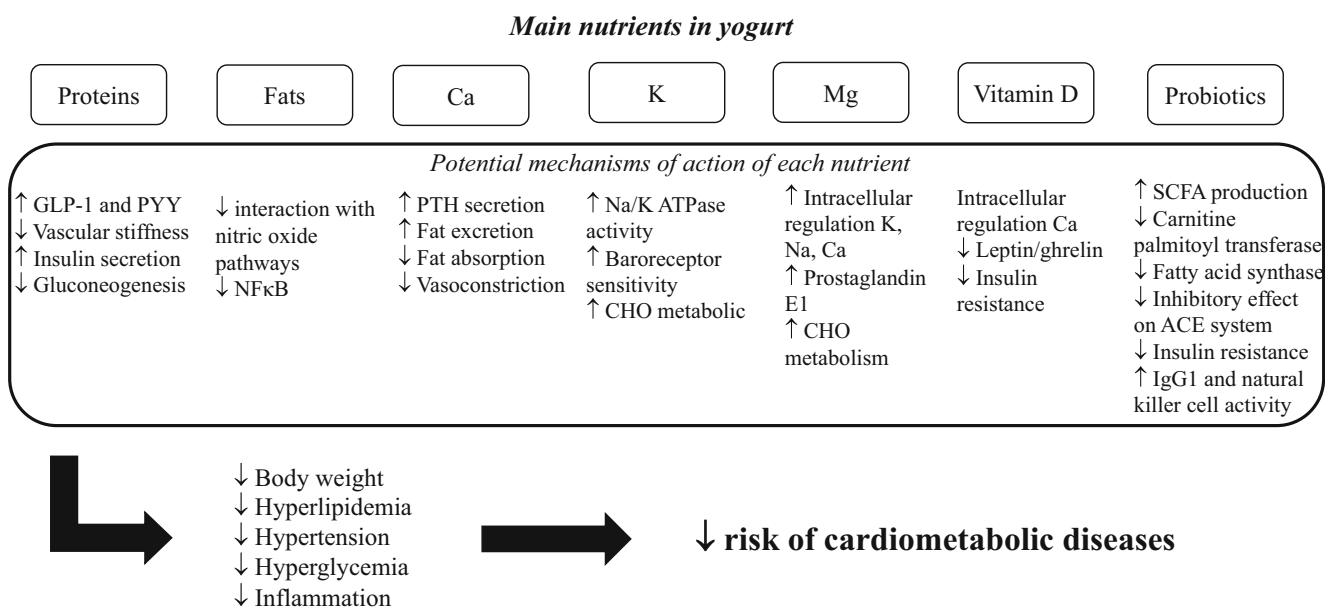 Main nutrients in yogurt
Proteins
Fats
Ca
K
Mg
Vitamin D
Probiotics
Potential mechanisms of action of each nutrient
↑ GLP-1 and PYY
↓ Vascular stiffness
↑ Insulin secretion
↓ Gluconeogenesis
↓ interaction with
nitric oxide
pathways
↓ NFκB
↑ PTH secretion
↑ Fat excretion
↓ Fat absorption
↓ Vasoconstriction
↑ Na/K ATPase
activity
↑ Baroreceptor
sensitivity
↑ CHO metabolic
↑ Intracellular
regulation K,
Na, Ca
↑ Prostaglandin
E1
↑ CHO
metabolism
Intracellular
regulation Ca
↓ Leptin/ghrelin
↓ Insulin
resistance
↑ SCFA production
↓ Carnitine
palmitoyl transferase
↓ Fatty acid synthase
↓ Inhibitory effect
on ACE system
↓ Insulin resistance
↑ IgG1 and natural
killer cell activity
↓ Body weight
↓ Hyperlipidemia
↓ Hypertension
↓ Hyperglycemia
↓ Inflammation
↓ risk of cardiometabolic diseases